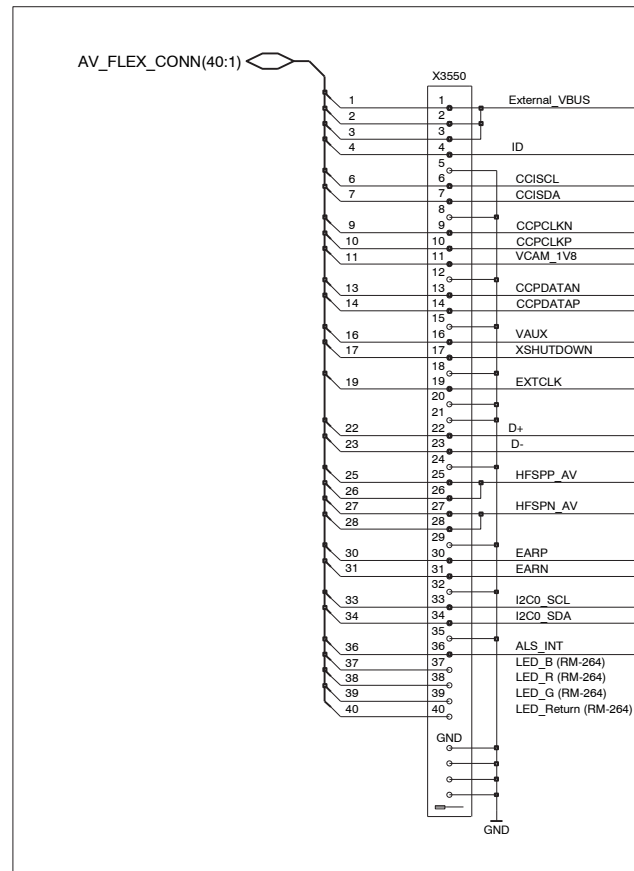 AV_FLEX_CONN(40:1)
X3550
1 1 External_VBUS
2 2
3 3
4 4 ID
5
6 6 CCISCL
7 7 CCISDA
8
9 9 CCPCLKN
10 10 CCPCLKP
11 11 VCAM_1V8
12
13 13 CCPDATAN
14 14 CCPDATAP
15
16 16 VAUX
17 17 XSHUTDOWN
18
19 19 EXTCLK
20
21
22 22 D+
23 23 D-
24
25 25 HFSPP_AV
26 26
27 27 HFSPN_AV
28 28
29
30 30 EARP
31 31 EARN
32
33 33 I2C0_SCL
34 34 I2C0_SDA
35
36 36 ALS_INT
37 37 LED_B (RM-264)
38 38 LED_R (RM-264)
39 39 LED_G (RM-264)
40 40 LED_Return (RM-264)
GND
GND